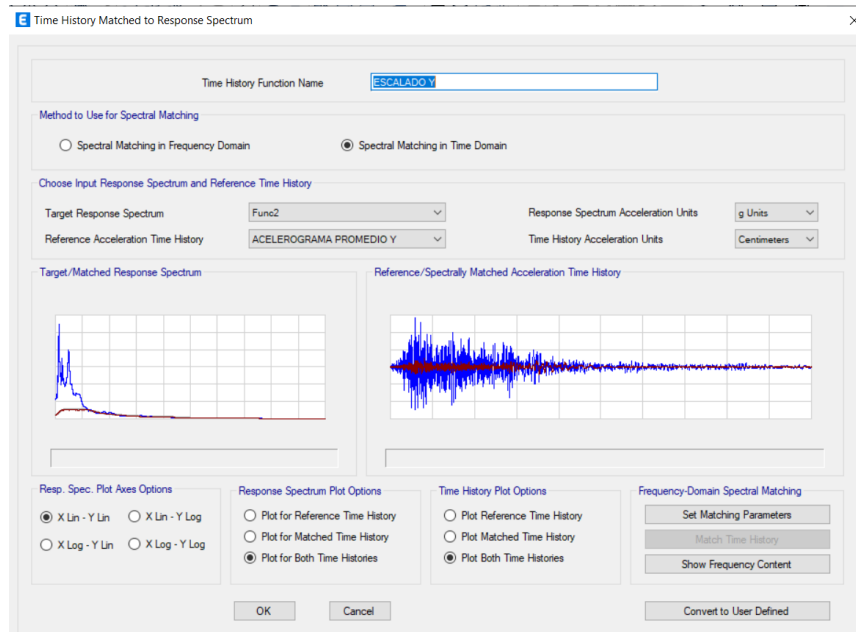 E Time History Matched to Response Spectrum
Time History Function Name ESCALADO Y
Method to Use for Spectral Matching
Spectral Matching in Frequency Domain Spectral Matching in Time Domain
Choose Input Response Spectrum and Reference Time History
Target Response Spectrum Func2 Response Spectrum Acceleration Units g Units
Reference Acceleration Time History ACELEROGRAMA PROMEDIO Y Time History Acceleration Units Centimeters
Target/Matched Response Spectrum Reference/Spectrally Matched Acceleration Time History
Resp. Spec. Plot Axes Options Response Spectrum Plot Options Time History Plot Options Frequency-Domain Spectral Matching
X Lin - Y Lin X Lin - Y Log Plot for Reference Time History Plot Reference Time History Set Matching Parameters
Plot for Matched Time History Plot Matched Time History Match Time History
X Log - Y Lin X Log - Y Log Plot for Both Time Histories Plot Both Time Histories Show Frequency Content
OK Cancel Convert to User Defined